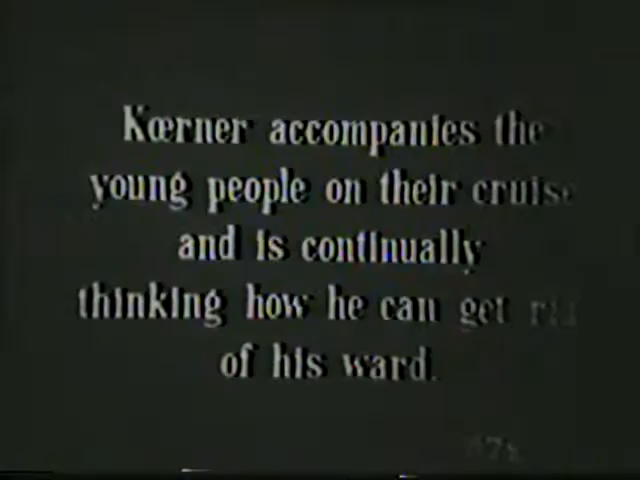 Kœrner accompanies the
young people on their cruise
and is continually
thinking how he can get rid
of his ward.